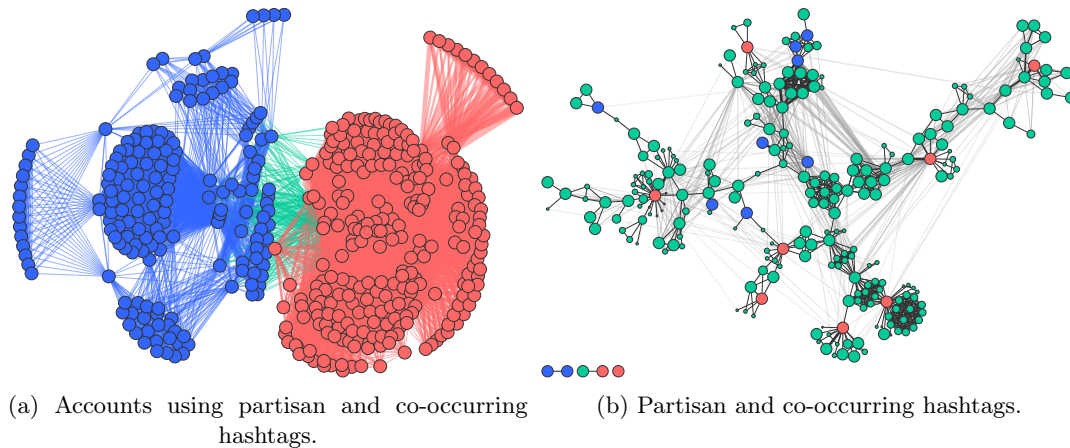 (a) Accounts using partisan and co-occurring
hashtags.
(b) Partisan and co-occurring hashtags.